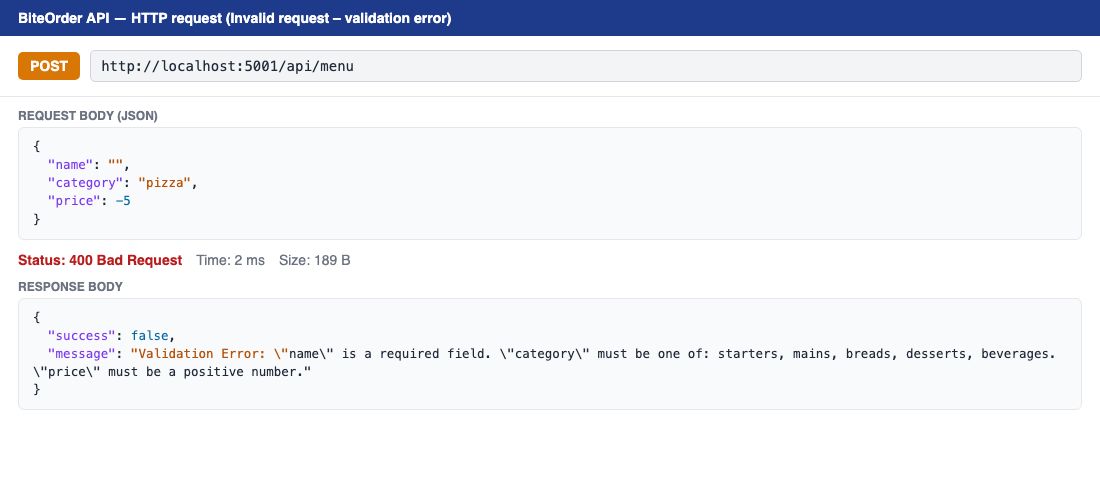 BiteOrder API — HTTP request (Invalid request – validation error)
POST http://localhost:5001/api/menu
REQUEST BODY (JSON)
{
  "name": "",
  "category": "pizza",
  "price": -5
}
Status: 400 Bad Request Time: 2 ms Size: 189 B
RESPONSE BODY
{
  "success": false,
  "message": "Validation Error: \"name\" is a required field. \"category\" must be one of: starters, mains, breads, desserts, beverages.
\"price\" must be a positive number."
}